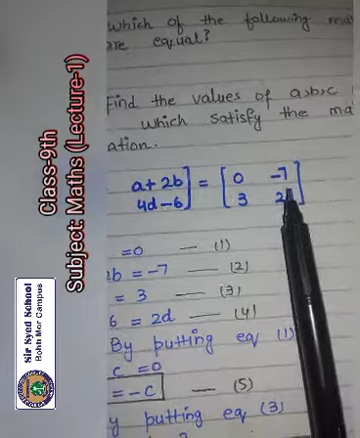 Which of the following
are equal?
Find the values of a,b,c
which satisfy the
ation.
a+2b] = [0 -7
4d-6] [3 2
=0 — (1)
2b = -7 — (2)
= 3 — (3)
6 = 2d — (4)
By putting eq (1)
c = 0
= -c — (5)
y putting eq (3)
Class-9th
Subject: Maths (Lecture-1)
Sir Syed School
Bohh Mor Campus